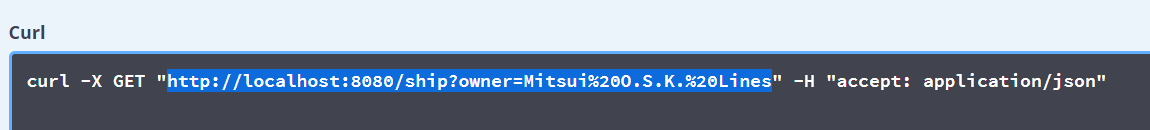 Curl
curl -X GET "http://localhost:8080/ship?owner=Mitsui%20O.S.K.%20Lines" -H "accept: application/json"